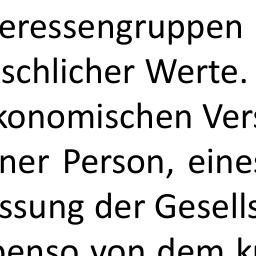 eressengruppen
schlicher Werte.
konomischen Vers
ner Person, eines
ssung der Gesells
benso von dem k